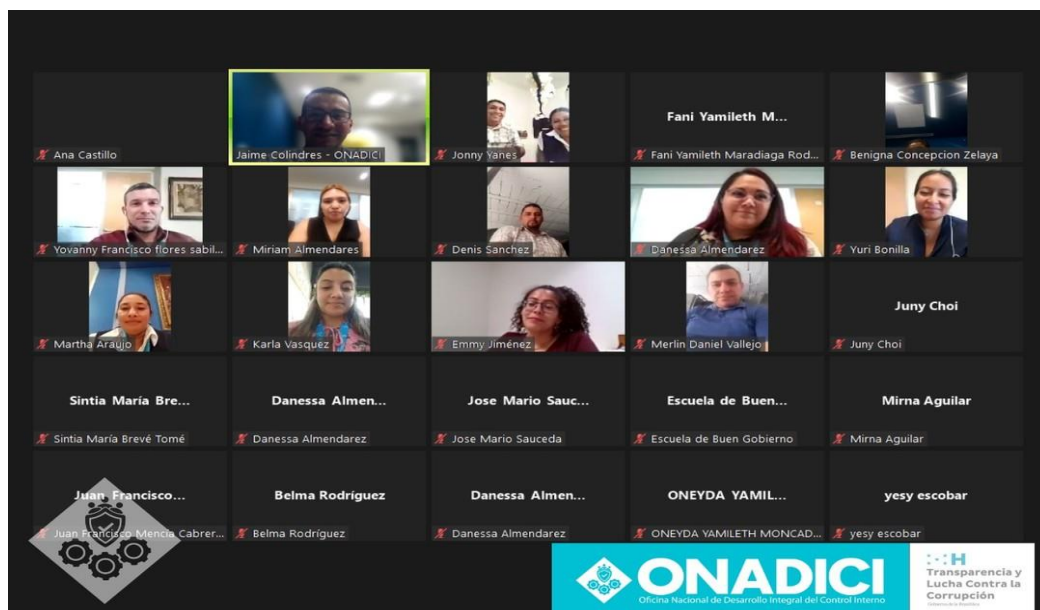 Ana Castillo
Jaime Colindres - ONADICI
Jonny Yanes
Fani Yamileth M...
Fani Yamileth Maradiaga Rod...
Benigna Concepcion Zelaya
Yovanny Francisco flores sabil...
Miriam Almendares
Denis Sanchez
Danessa Almendarez
Yuri Bonilla
Martha Araujo
Karla Vasquez
Emmy Jiménez
Merlin Daniel Vallejo
Juny Choi
Juny Choi
Sintia María Bre...
Sintia María Brevé Tomé
Danessa Almen...
Danessa Almendarez
Jose Mario Sauc...
Jose Mario Sauceda
Escuela de Buen...
Escuela de Buen Gobierno
Mirna Aguilar
Mirna Aguilar
Juan Francisco...
Juan Francisco Mencía Cabrer...
Belma Rodríguez
Belma Rodríguez
Danessa Almen...
Danessa Almendarez
ONEYDA YAMIL...
ONEYDA YAMILETH MONCAD...
yesy escobar
yesy escobar
ONADICI
Oficina Nacional de Desarrollo Integral del Control Interno
H
Transparencia y
Lucha Contra la
Corrupción
Gobierno de la República